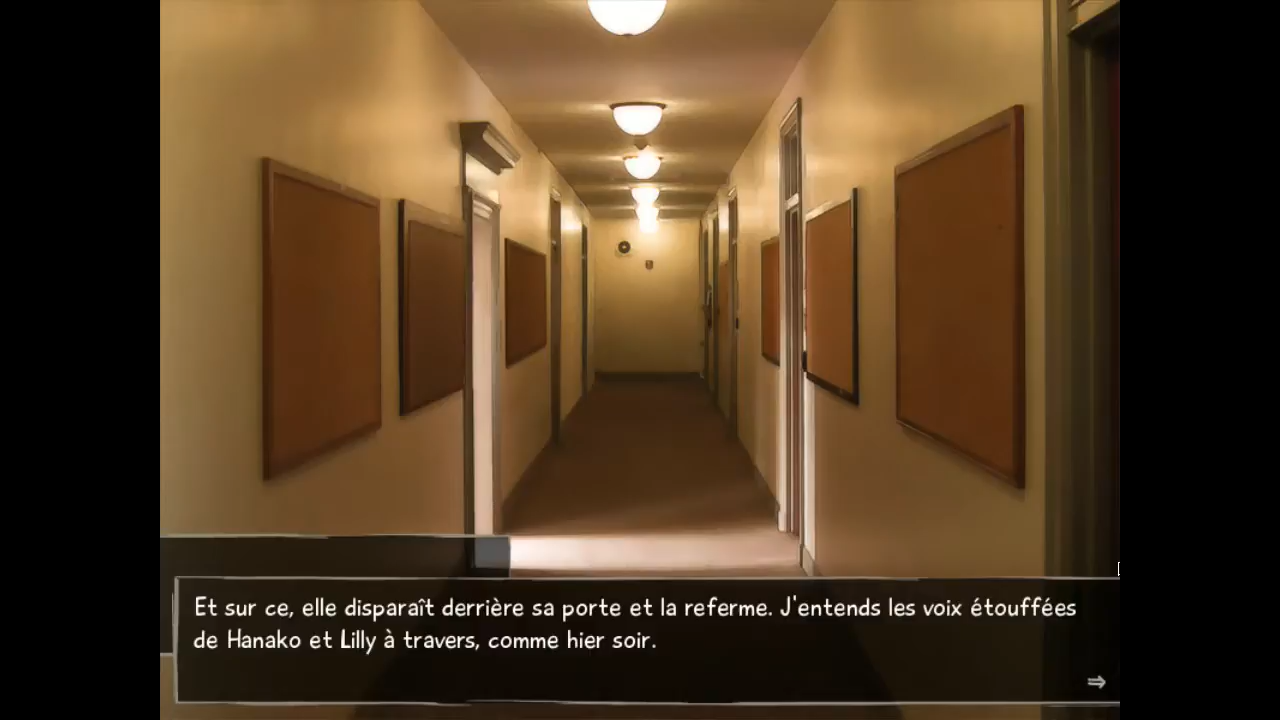 Et sur ce, elle disparaît derrière sa porte et la referme. J'entends les voix étouffées
de Hanako et Lilly à travers, comme hier soir.